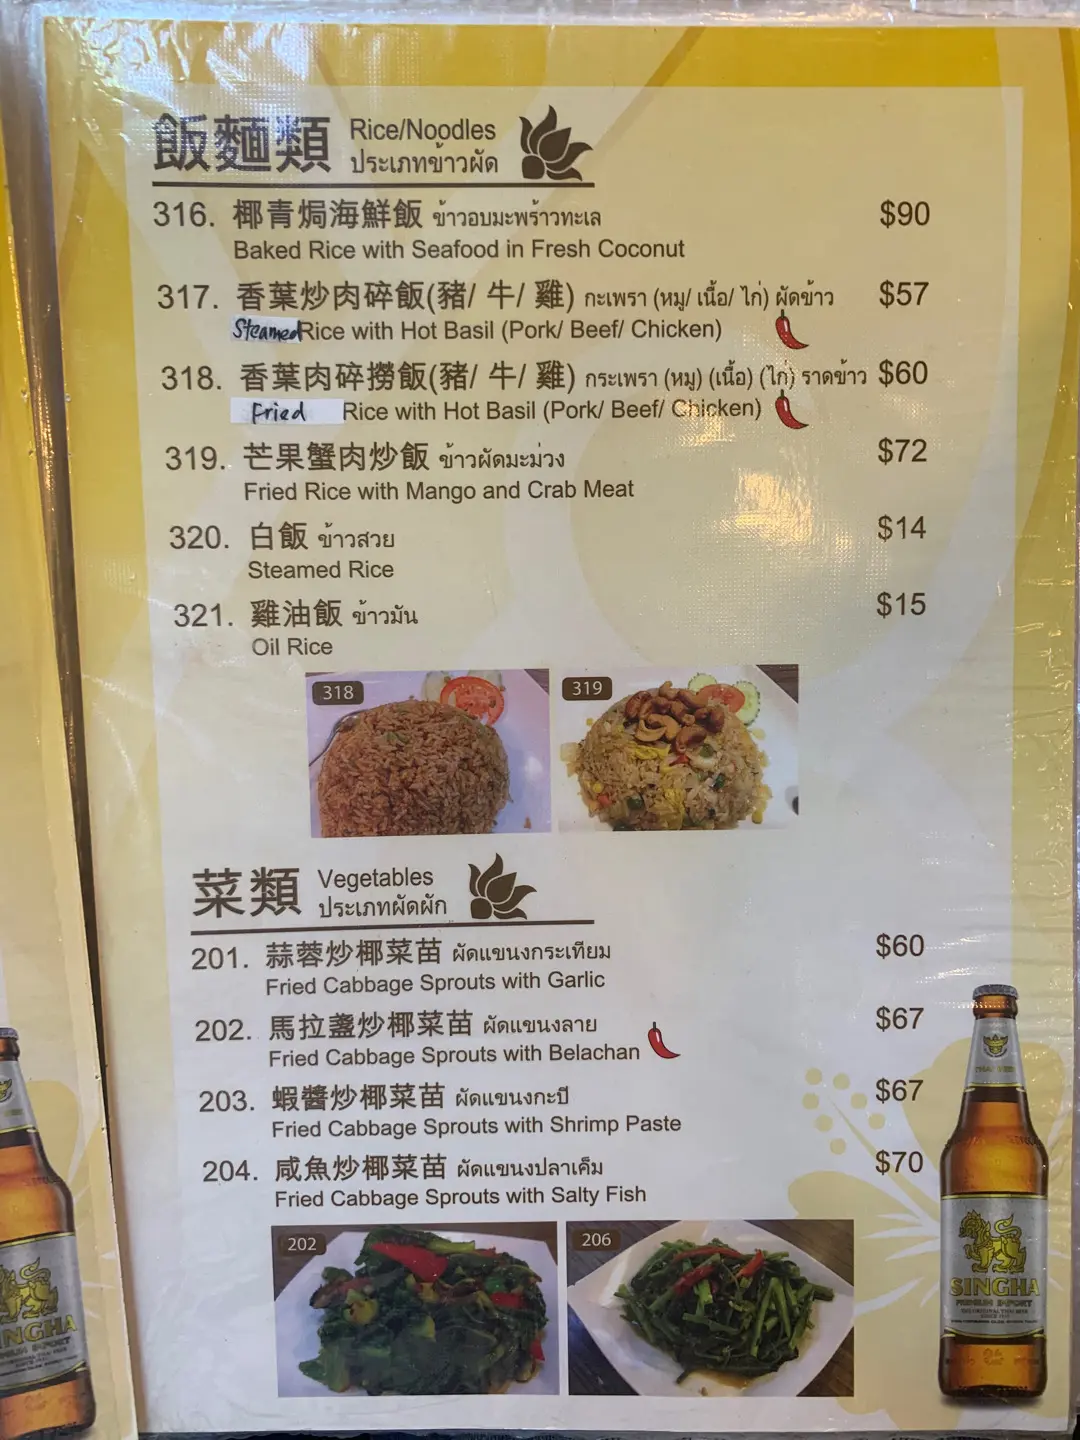 飯麵類 Rice/Noodles
ประเภทข้าวผัด
316. 椰青焗海鮮飯 ข้าวอบมะพร้าวทะเล $90
Baked Rice with Seafood in Fresh Coconut
317. 香葉炒肉碎飯(豬/ 牛/ 雞) กะเพรา (หมู/ เนื้อ/ ไก่) ผัดข้าว $57
Steamed Rice with Hot Basil (Pork/ Beef/ Chicken)
318. 香葉肉碎撈飯(豬/ 牛/ 雞) กระเพรา (หมู) (เนื้อ) (ไก่) ราดข้าว $60
Fried Rice with Hot Basil (Pork/ Beef/ Chicken)
319. 芒果蟹肉炒飯 ข้าวผัดมะม่วง $72
Fried Rice with Mango and Crab Meat
320. 白飯 ข้าวสวย $14
Steamed Rice
321. 雞油飯 ข้าวมัน $15
Oil Rice
318
319
菜類 Vegetables
ประเภทผัดผัก
201. 蒜蓉炒椰菜苗 ผัดแขนงกระเทียม $60
Fried Cabbage Sprouts with Garlic
202. 馬拉盞炒椰菜苗 ผัดแขนงลาย $67
Fried Cabbage Sprouts with Belachan
203. 蝦醬炒椰菜苗 ผัดแขนงกะปิ $67
Fried Cabbage Sprouts with Shrimp Paste
204. 咸魚炒椰菜苗 ผัดแขนงปลาเค็ม $70
Fried Cabbage Sprouts with Salty Fish
202
206
SINGHA
PREMIUM IMPORT